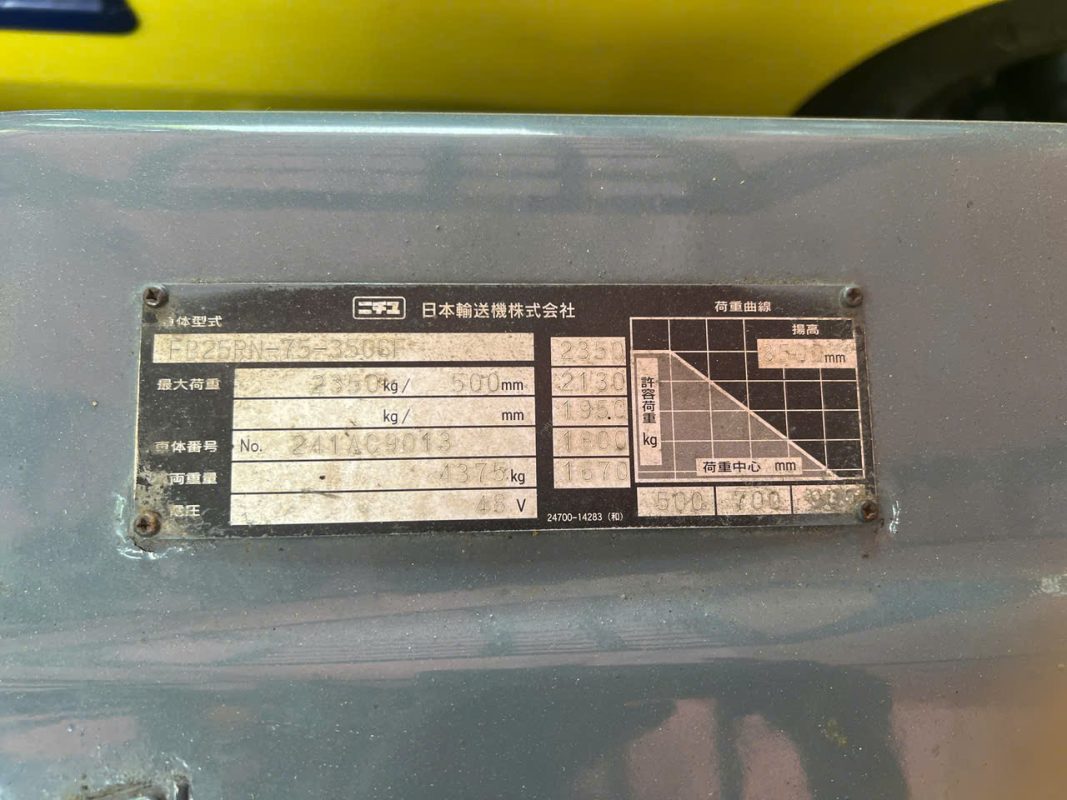 ニチユ 日本輸送機株式会社
車体型式
FB25RN-75-350SF
最大荷重 2350 kg/ 500 mm
kg/ mm
車体番号 No. 241AC9013
車両重量 4375 kg
電圧 48 V
24700-14283 (和)
2350
2130
1950
1800
1670
荷重曲線
揚高
mm
許容荷重 kg
荷重中心 mm
500 700